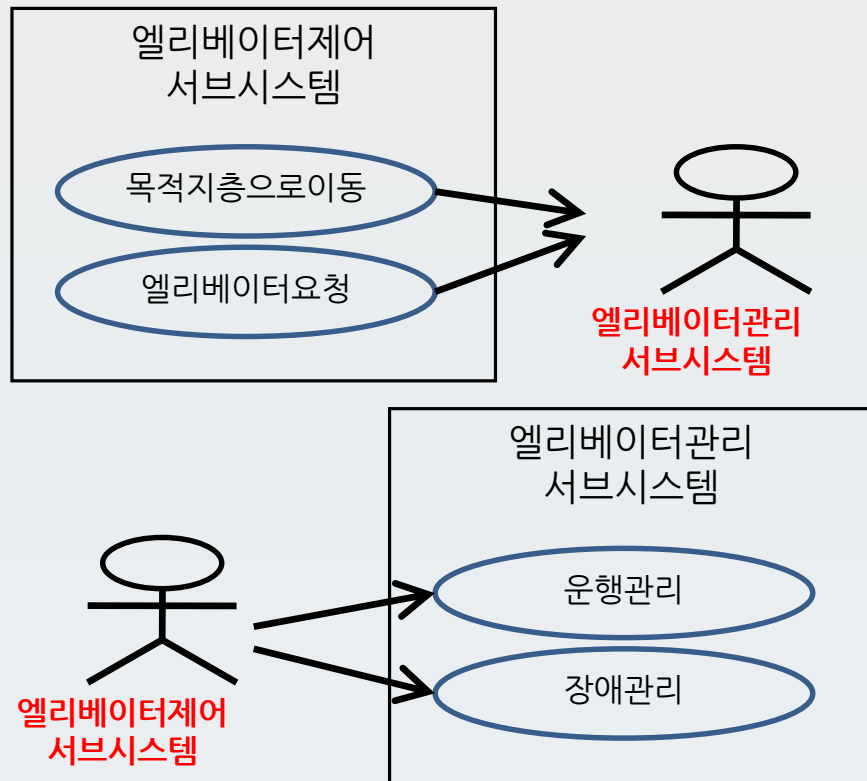 엘리베이터제어
서브시스템
목적지층으로이동
엘리베이터요청
엘리베이터관리
서브시스템
엘리베이터관리
서브시스템
운행관리
장애관리
엘리베이터제어
서브시스템